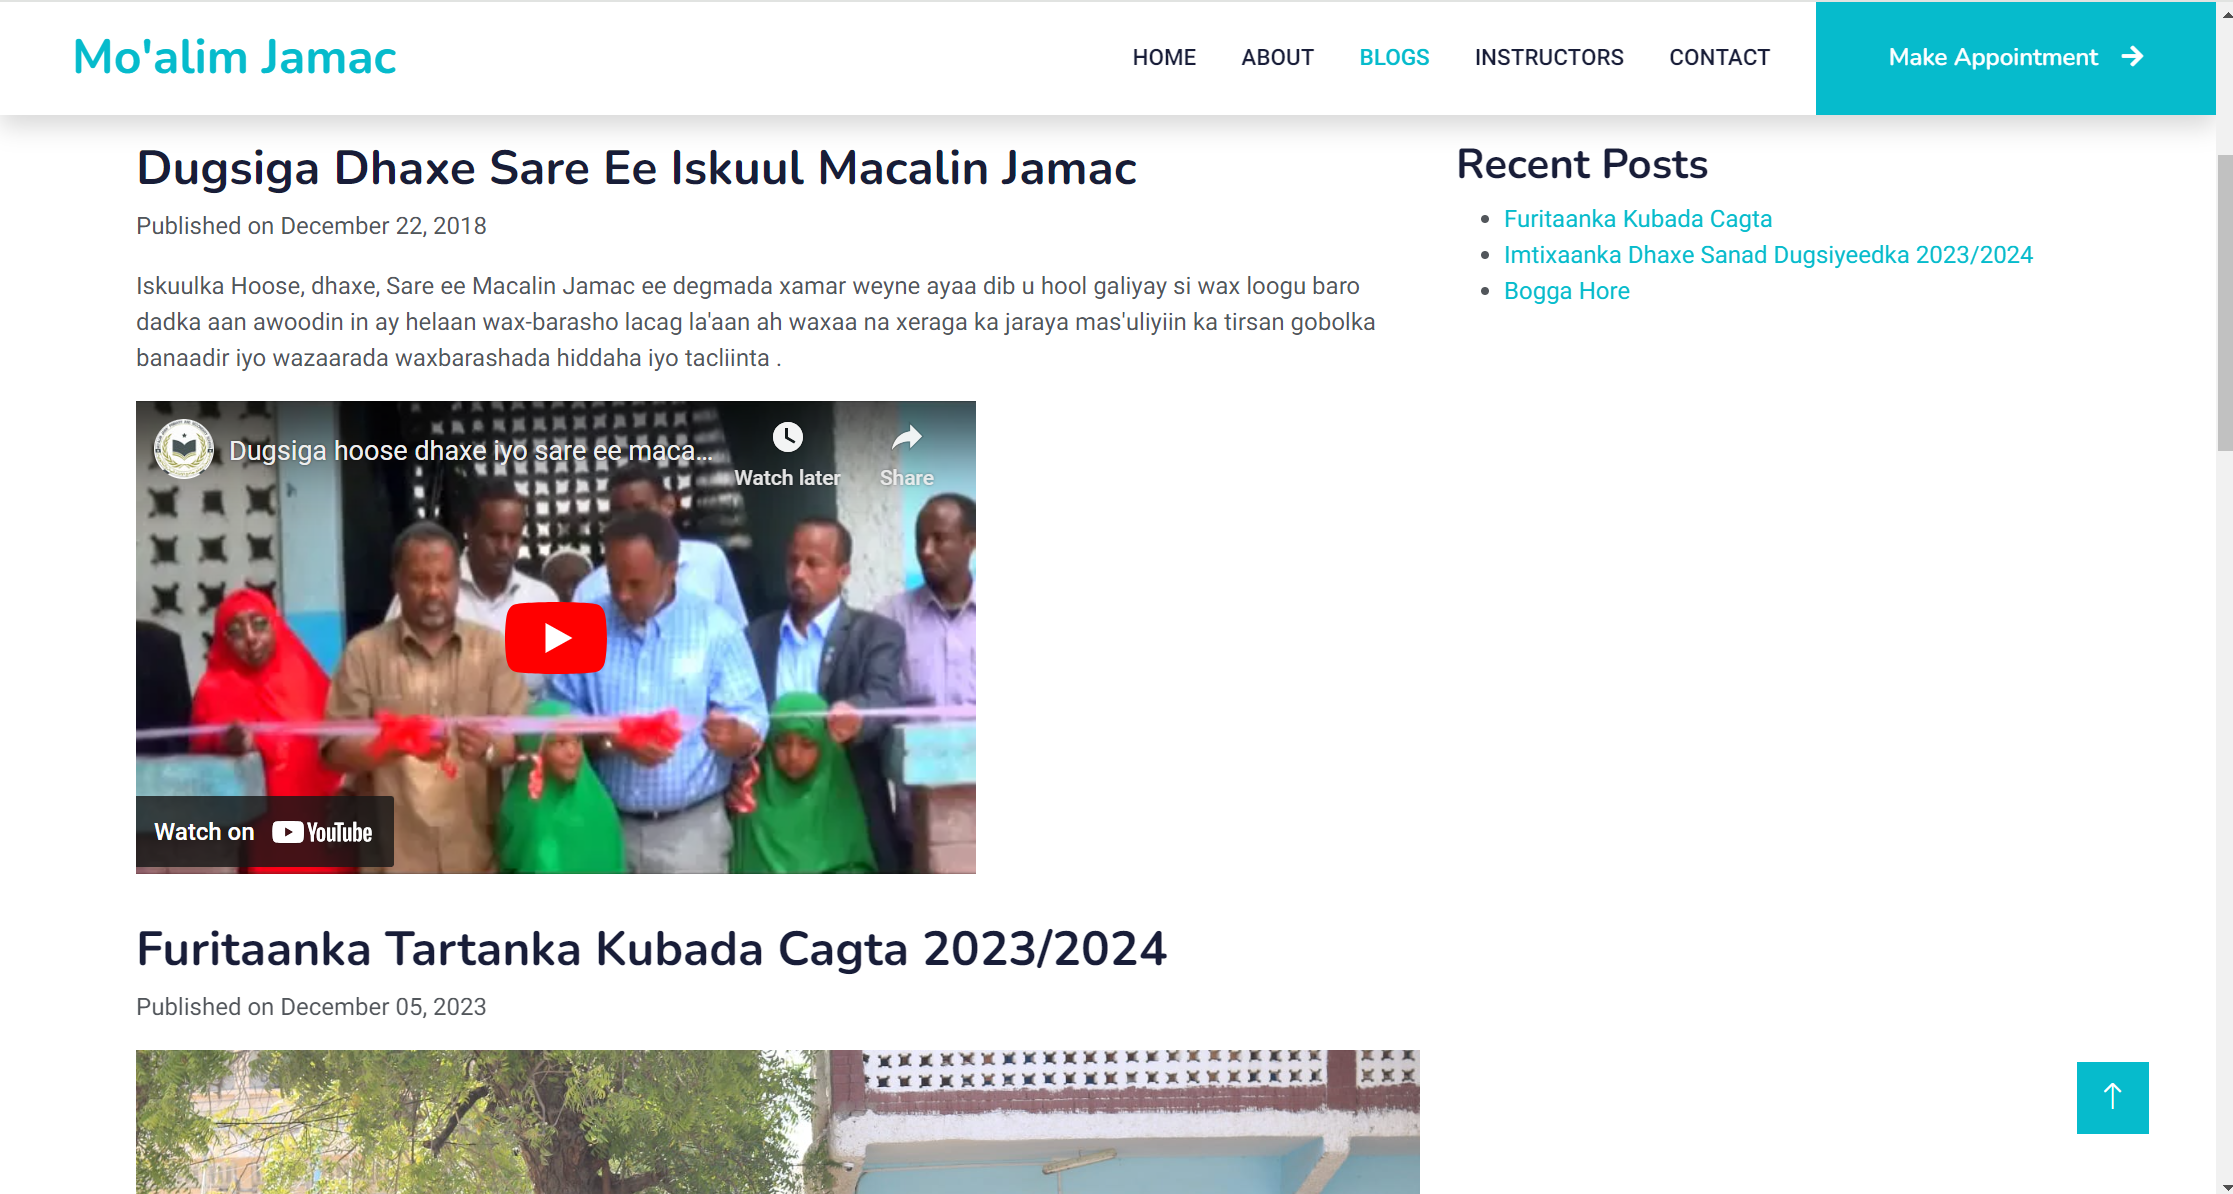 Mo'alim Jamac
HOME
ABOUT
BLOGS
INSTRUCTORS
CONTACT
Make Appointment
Dugsiga Dhaxe Sare Ee Iskuul Macalin Jamac
Published on December 22, 2018
Iskuulka Hoose, dhaxe, Sare ee Macalin Jamac ee degmada xamar weyne ayaa dib u hool galiyay si wax loogu baro
dadka aan awoodin in ay helaan wax-barasho lacag la'aan ah waxaa na xeraga ka jaraya mas'uliyiin ka tirsan gobolka
banaadir iyo wazaarada waxbarashada hiddaha iyo tacliinta .
Dugsiga hoose dhaxe iyo sare ee maca...
Watch later
Share
Watch on YouTube
Furitaanka Tartanka Kubada Cagta 2023/2024
Published on December 05, 2023
Recent Posts
Furitaanka Kubada Cagta
Imtixaanka Dhaxe Sanad Dugsiyeedka 2023/2024
Bogga Hore